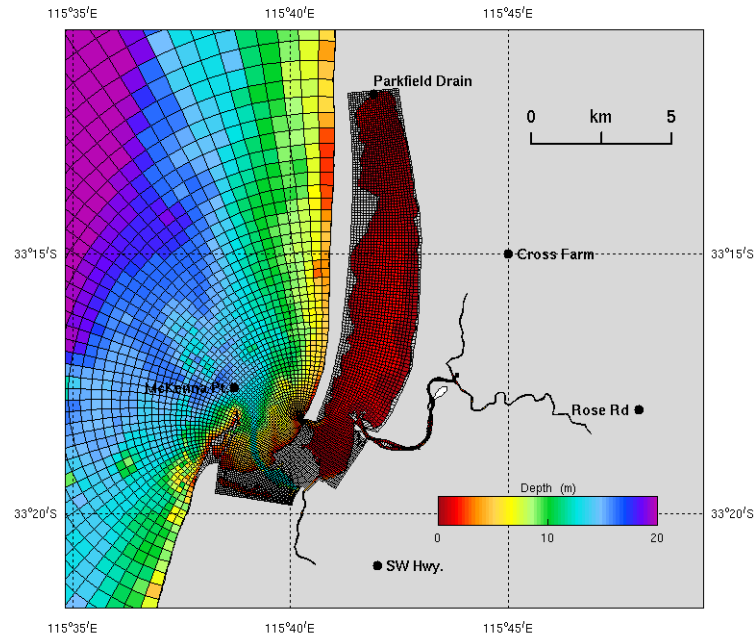 115°35′E 115°40′E 115°45′E
Parkfield Drain
0 km 5
33°15′S Cross Farm 33°15′S
McKenna Pt.
Rose Rd
Depth (m)
0 10 20
33°20′S 33°20′S
SW Hwy.
115°35′E 115°40′E 115°45′E